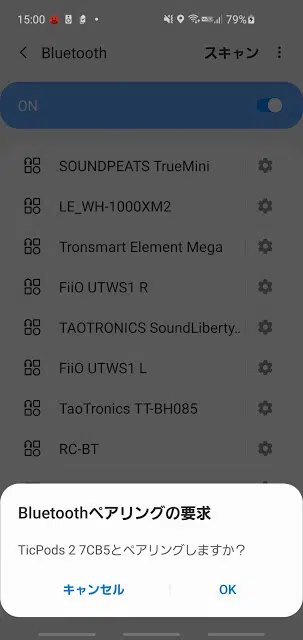 15:00 79%
Bluetooth スキャン
ON
SOUNDPEATS TrueMini
LE_WH-1000XM2
Tronsmart Element Mega
FiiO UTWS1 R
TAOTRONICS SoundLiberty..
FiiO UTWS1 L
TaoTronics TT-BH085
RC-BT
Bluetoothペアリングの要求
TicPods 2 7CB5とペアリングしますか？
キャンセル OK